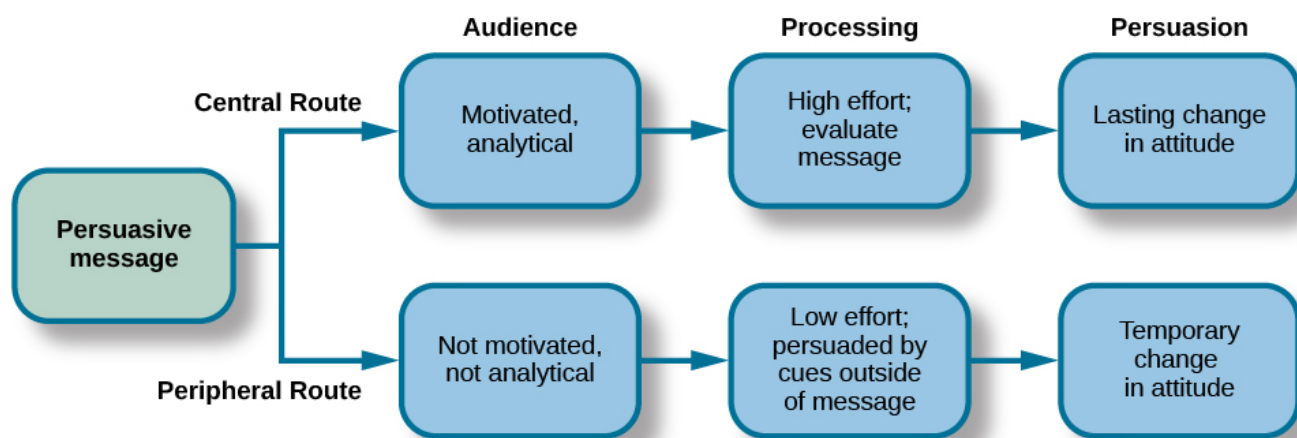 Audience
Processing
Persuasion
Central Route
Motivated,
analytical
High effort;
evaluate
message
Lasting change
in attitude
Persuasive
message
Peripheral Route
Not motivated,
not analytical
Low effort;
persuaded by
cues outside
of message
Temporary
change
in attitude